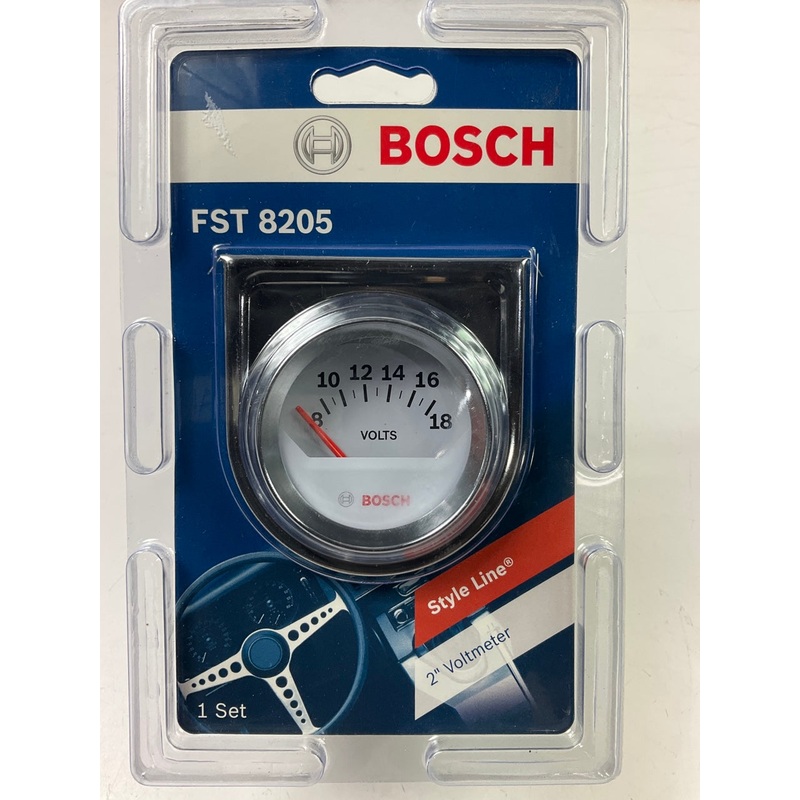 BOSCH
FST 8205
10 12 14 16
8 18
VOLTS
BOSCH
Style Line®
2" Voltmeter
1 Set